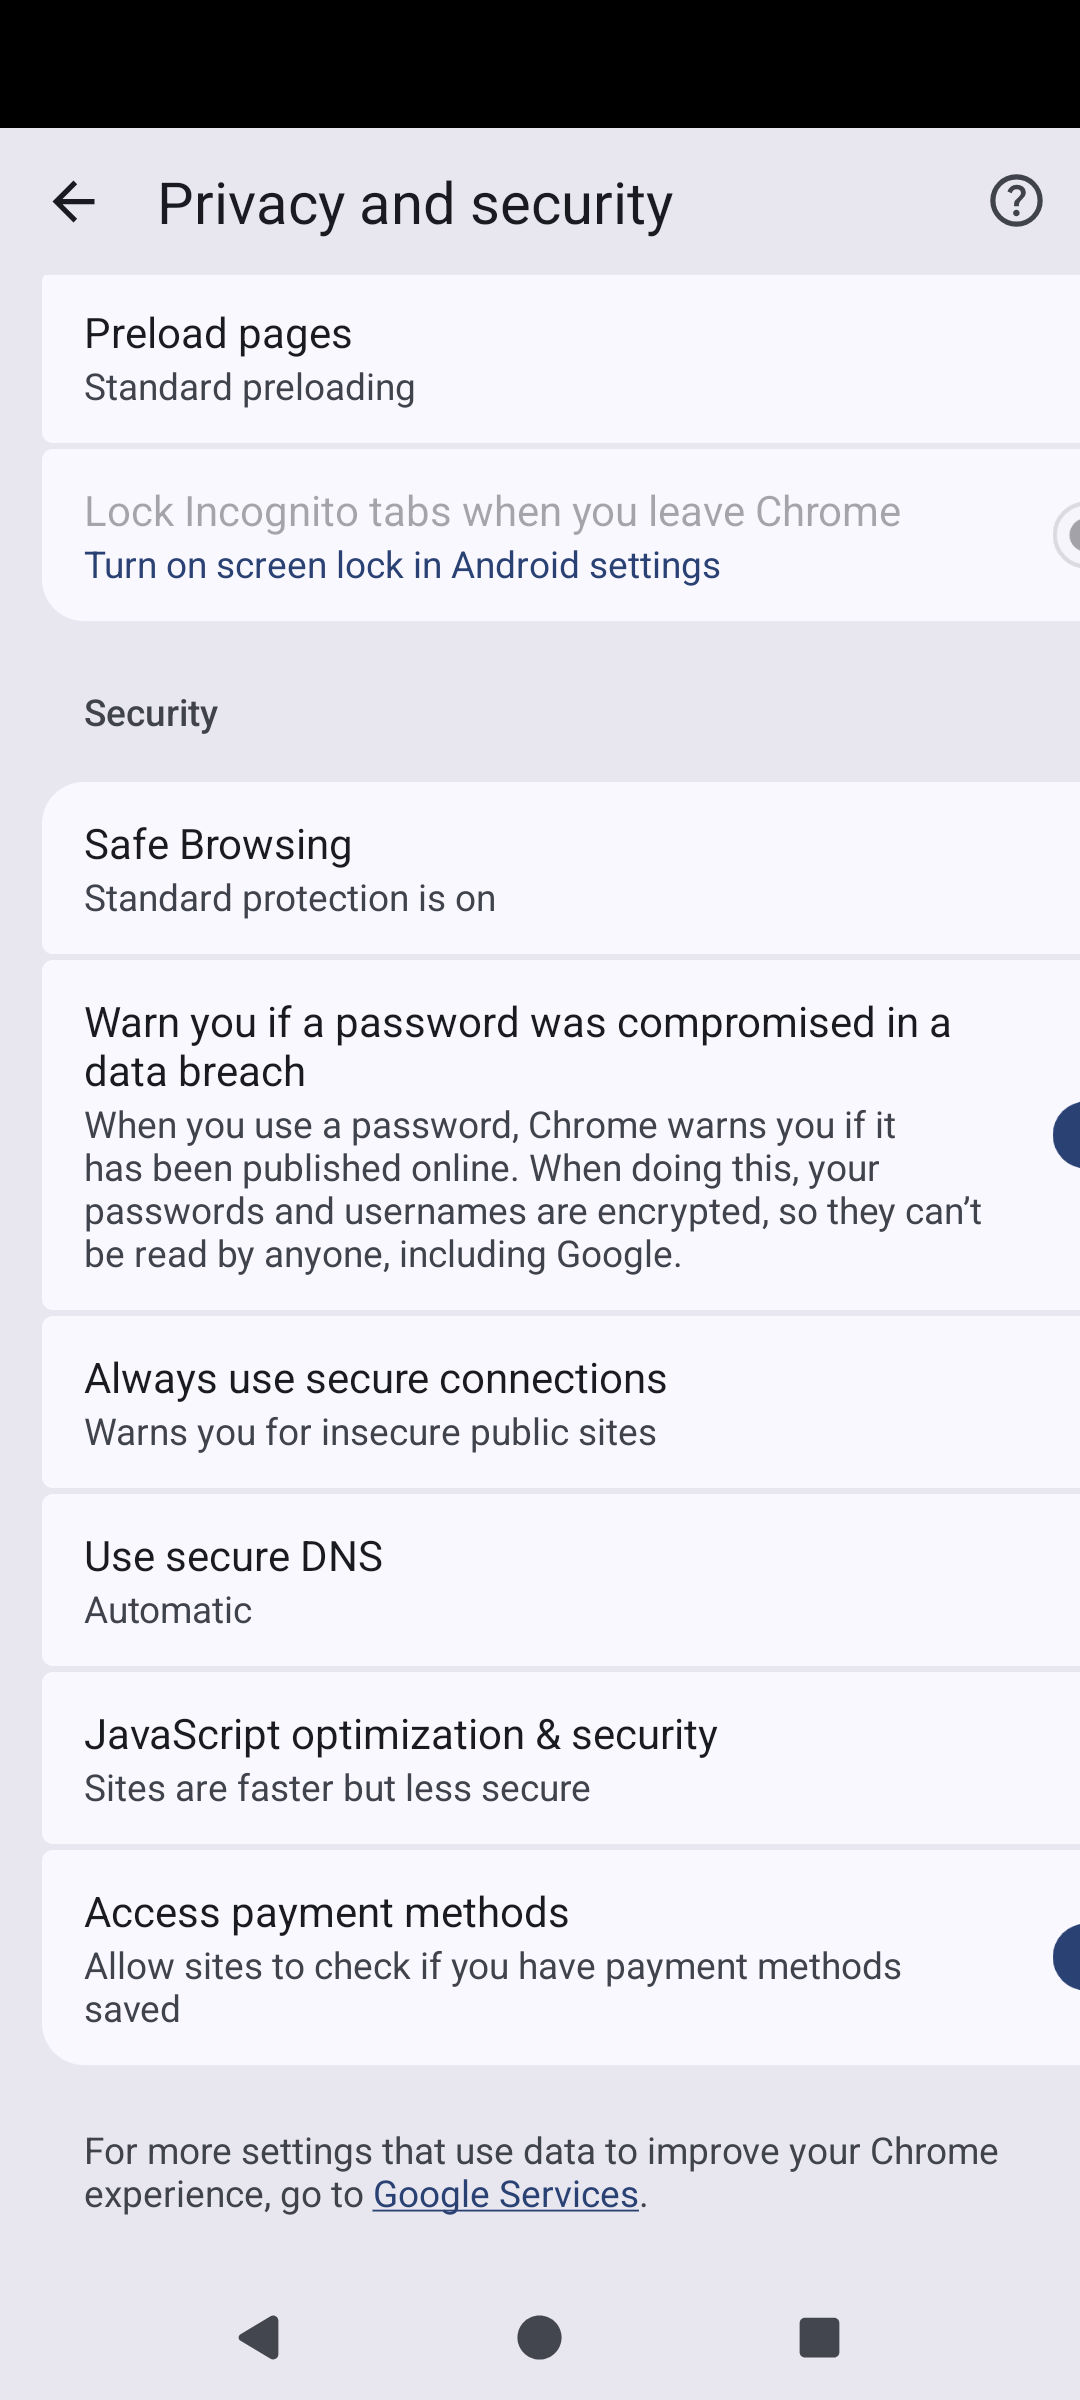 Privacy and security
Preload pages
Standard preloading
Lock Incognito tabs when you leave Chrome
Turn on screen lock in Android settings
Security
Safe Browsing
Standard protection is on
Warn you if a password was compromised in a
data breach
When you use a password, Chrome warns you if it
has been published online. When doing this, your
passwords and usernames are encrypted, so they can’t
be read by anyone, including Google.
Always use secure connections
Warns you for insecure public sites
Use secure DNS
Automatic
JavaScript optimization & security
Sites are faster but less secure
Access payment methods
Allow sites to check if you have payment methods
saved
For more settings that use data to improve your Chrome
experience, go to Google Services.